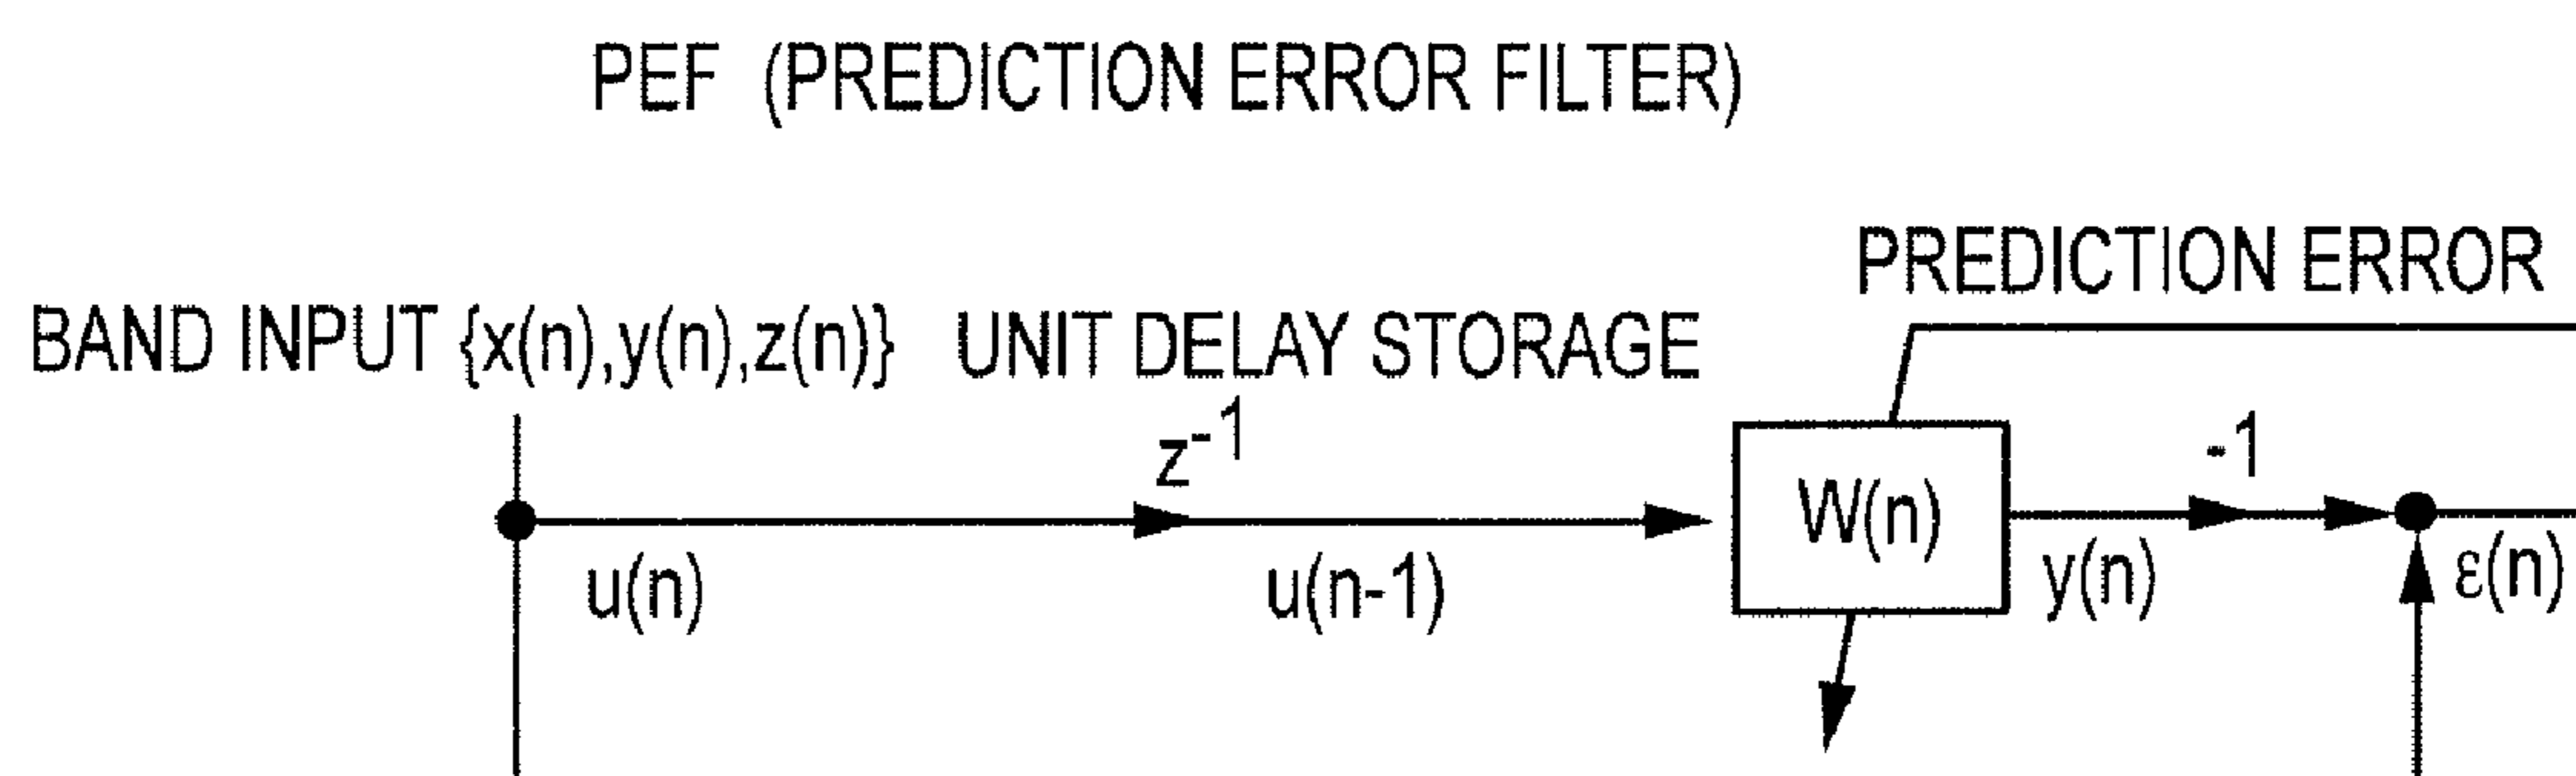 PEF (PREDICTION ERROR FILTER)
PREDICTION ERROR
BAND INPUT {x(n),y(n),z(n)} UNIT DELAY STORAGE
z-1
-1
W(n)
u(n)
u(n-1)
y(n)
ε(n)